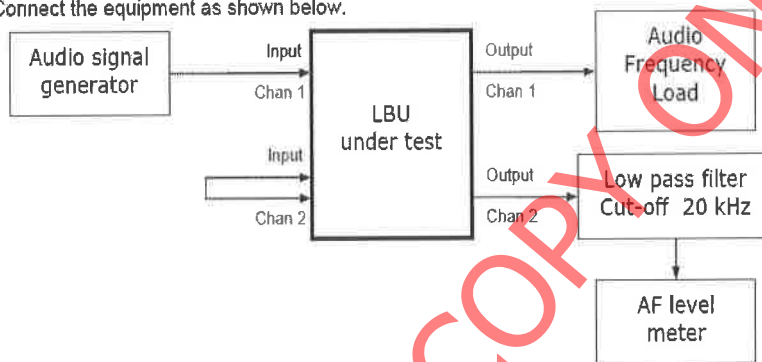 Connect the equipment as shown below.
Audio signal
generator
Input
Chan 1
Input
Chan 2
LBU
under test
Output
Chan 1
Output
Chan 2
Audio
Frequency
Load
Low pass filter
Cut-off 20 kHz
AF level
meter
COPY ON